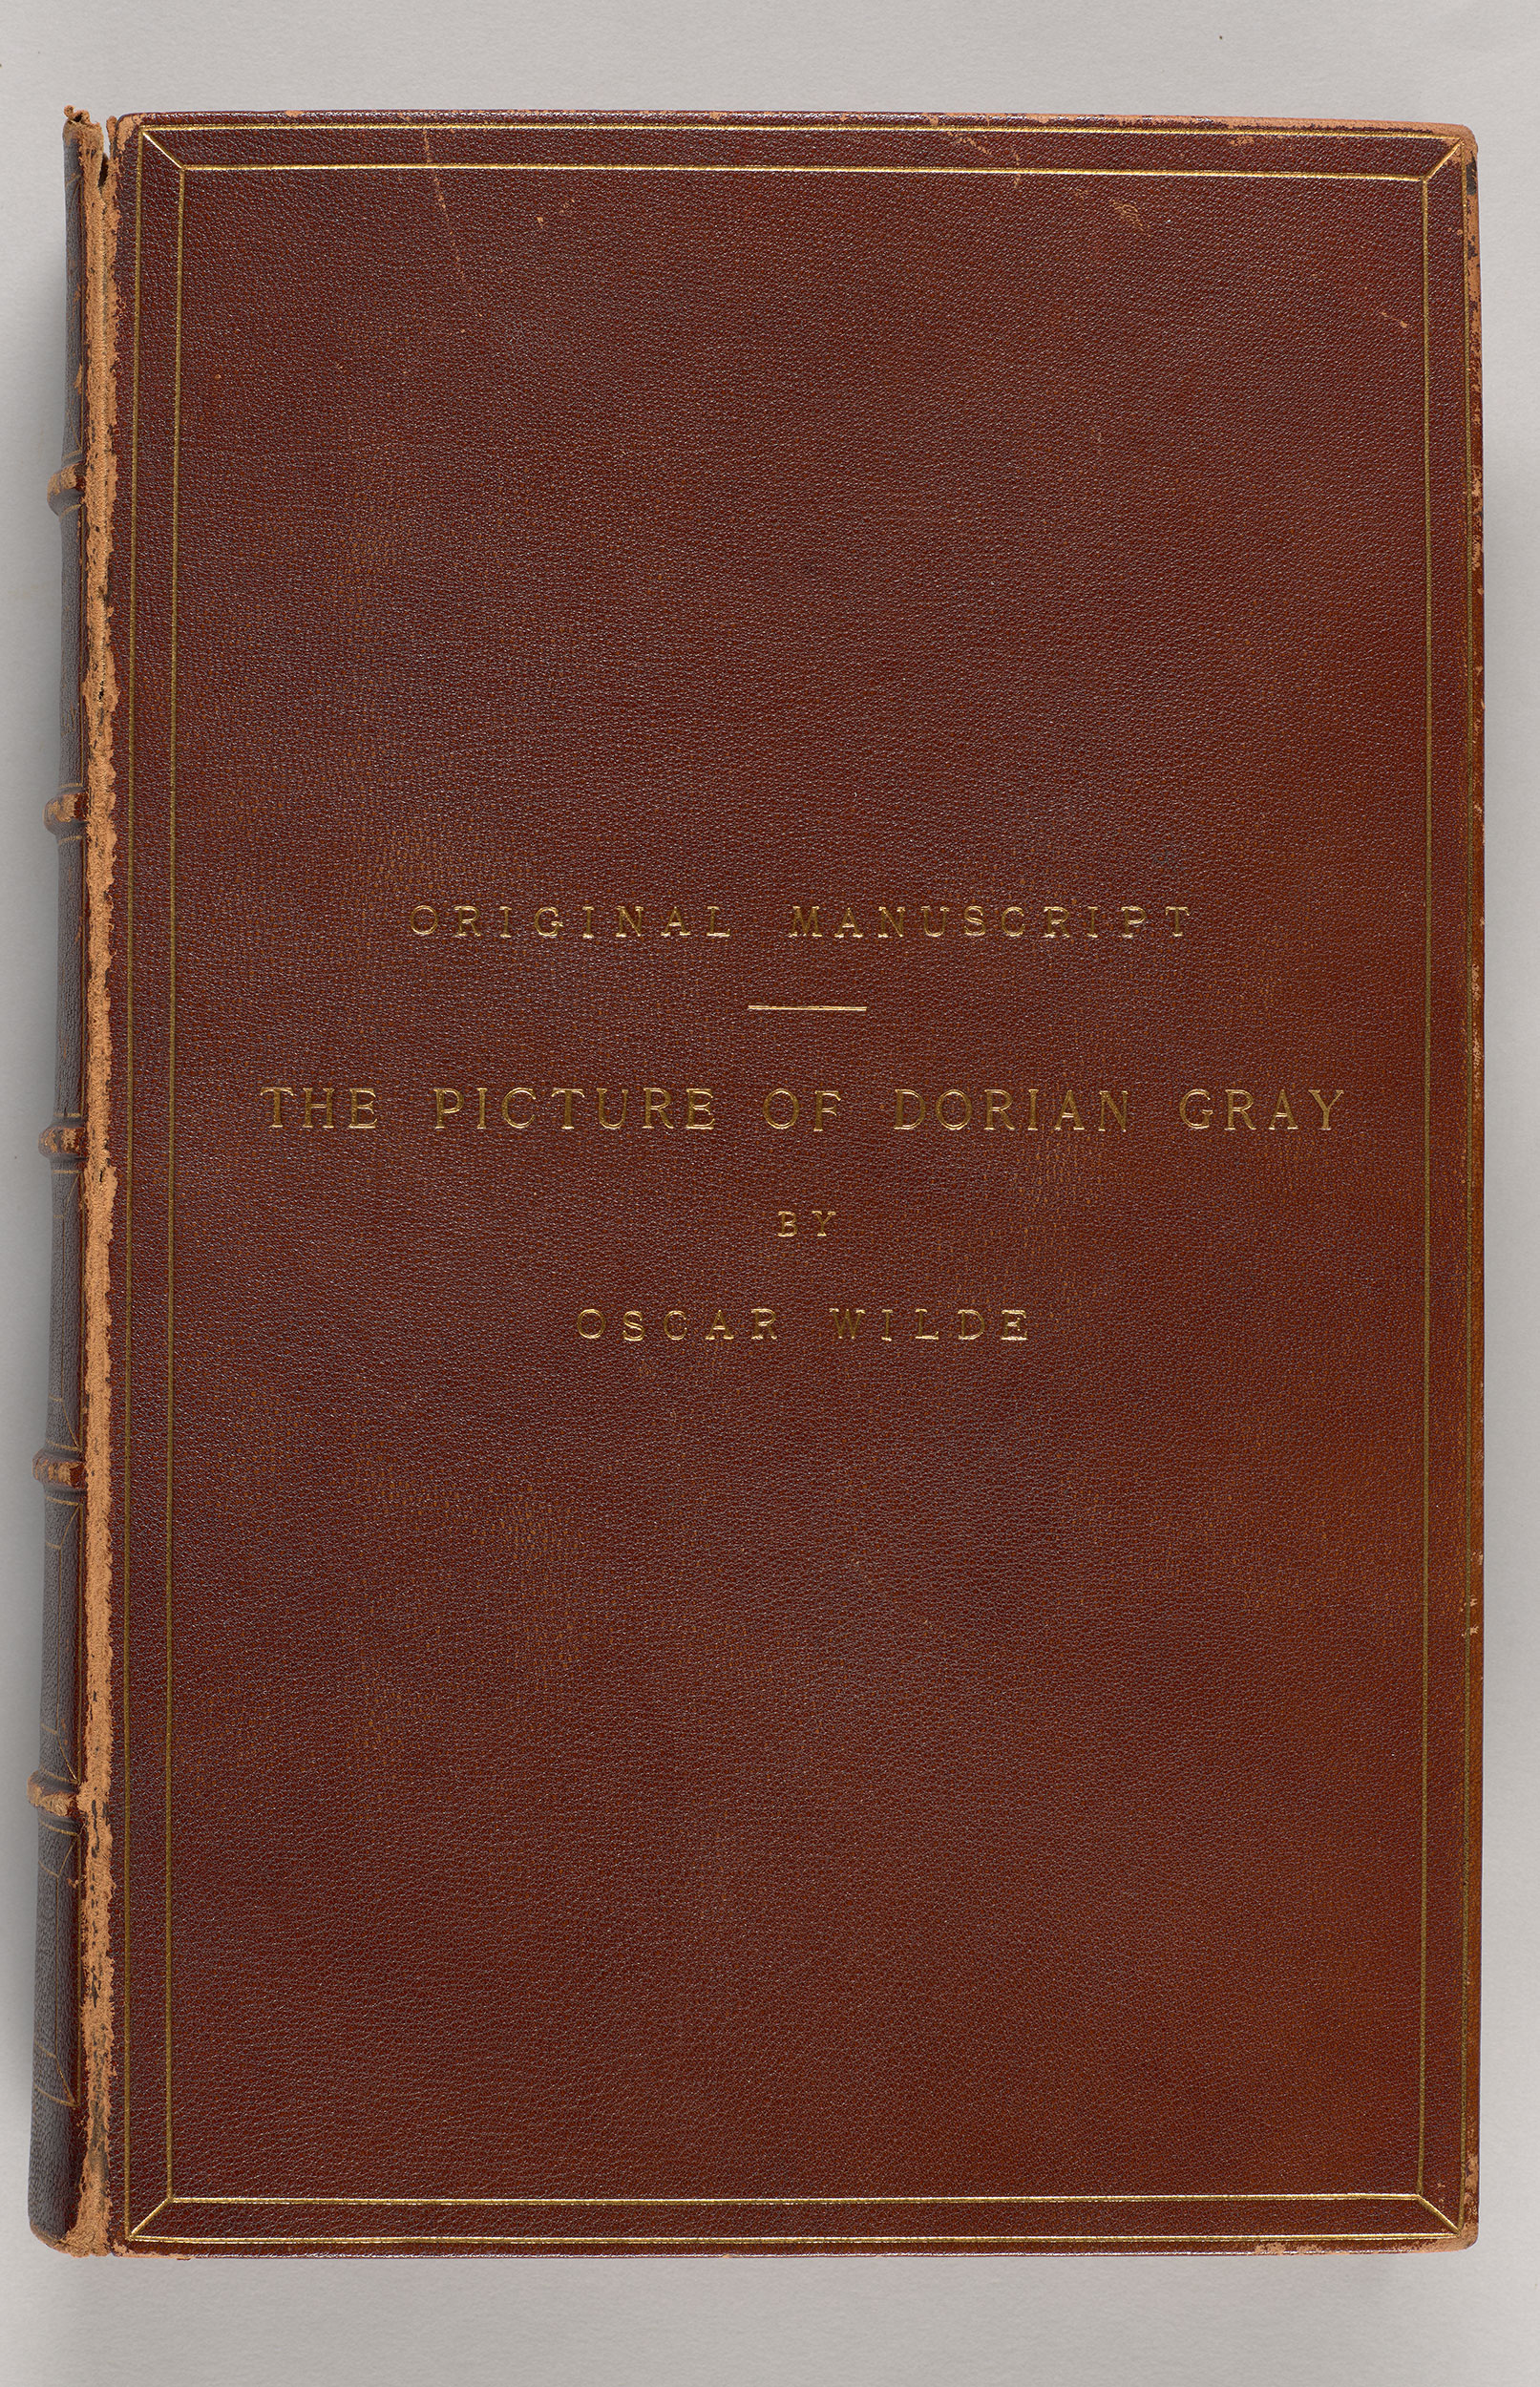 ORIGINAL MANUSCRIPT
THE PICTURE OF DORIAN GRAY
BY
OSCAR WILDE